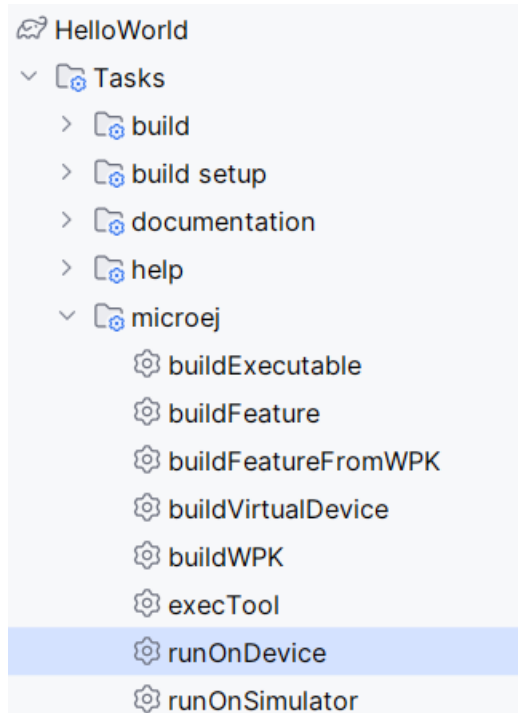 HelloWorld
Tasks
build
build setup
documentation
help
microej
buildExecutable
buildFeature
buildFeatureFromWPK
buildVirtualDevice
buildWPK
execTool
runOnDevice
runOnSimulator